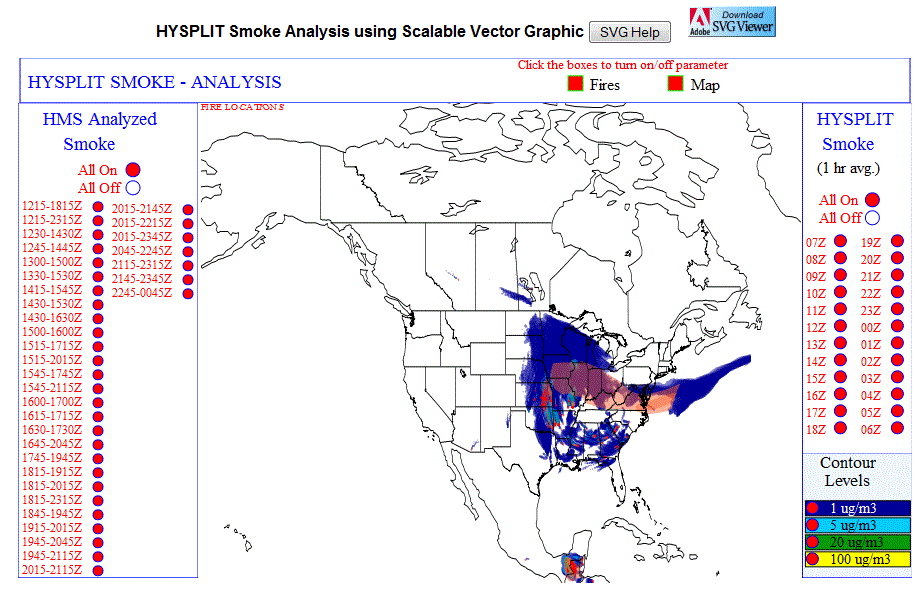 HYSPLIT Smoke Analysis using Scalable Vector Graphic
SVG Help
Download
Adobe SVG Viewer
HYSPLIT SMOKE - ANALYSIS
Click the boxes to turn on/off parameter
Fires
Map
HMS Analyzed
Smoke
All On
All Off
1215-1815Z
1215-2315Z
1230-1430Z
1245-1445Z
1300-1500Z
1330-1530Z
1415-1545Z
1430-1530Z
1430-1630Z
1500-1600Z
1515-1715Z
1515-2015Z
1545-1745Z
1545-2115Z
1600-1700Z
1615-1715Z
1630-1730Z
1645-2045Z
1745-1945Z
1815-1915Z
1815-2015Z
1815-2315Z
1845-1945Z
1915-2015Z
1945-2045Z
1945-2115Z
2015-2115Z
2015-2145Z
2015-2215Z
2015-2345Z
2045-2245Z
2115-2315Z
2145-2345Z
2245-0045Z
FIRE LOCATIONS
HYSPLIT
Smoke
(1 hr avg.)
All On
All Off
07Z 19Z
08Z 20Z
09Z 21Z
10Z 22Z
11Z 23Z
12Z 00Z
13Z 01Z
14Z 02Z
15Z 03Z
16Z 04Z
17Z 05Z
18Z 06Z
Contour
Levels
1 ug/m3
5 ug/m3
20 ug/m3
100 ug/m3